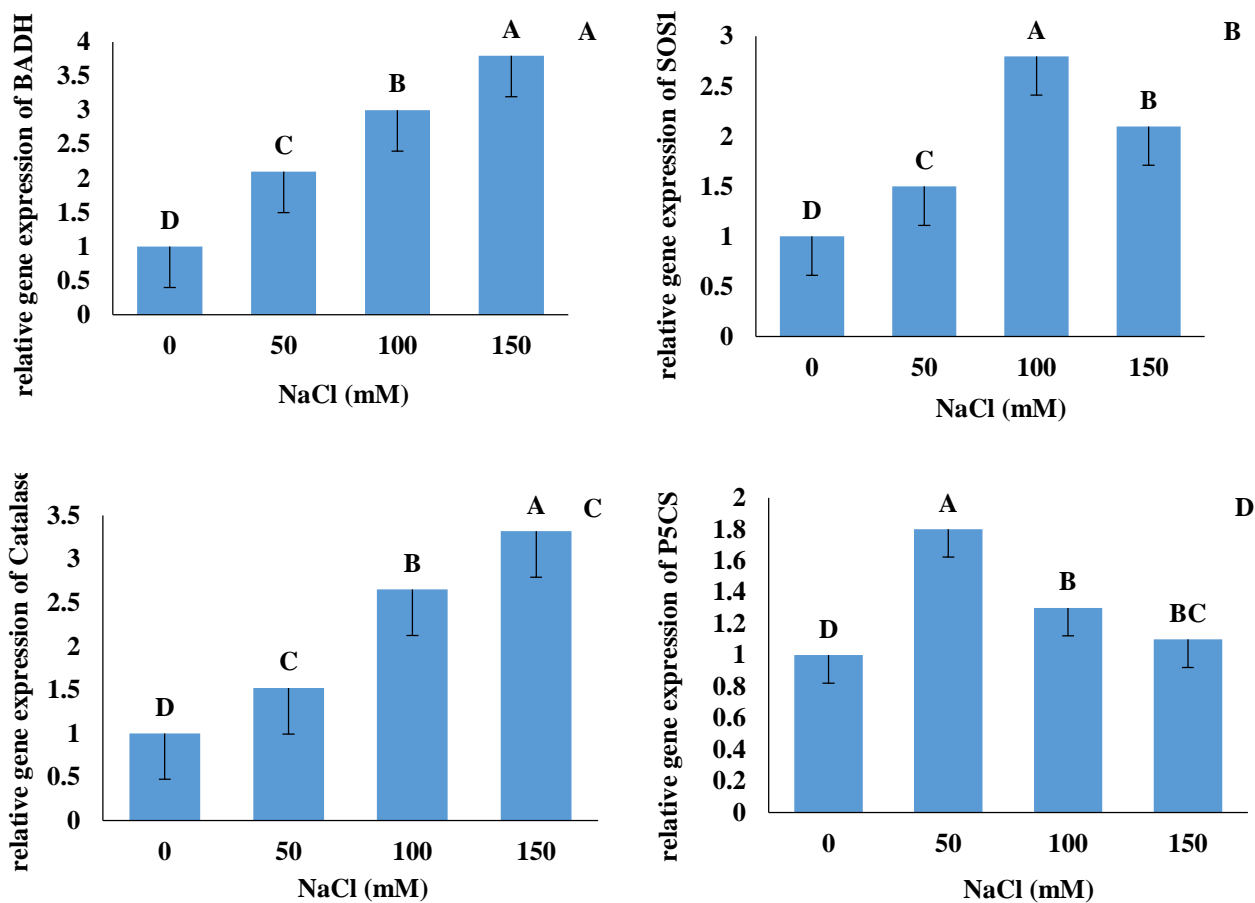 relative gene expression of BADH
4
3.5
3
2.5
2
1.5
1
0.5
0
D
C
B
A
A
0
50
100
150
NaCl (mM)
relative gene expression of SOS1
3
2.5
2
1.5
1
0.5
0
D
C
A
B
B
0
50
100
150
NaCl (mM)
relative gene expression of Catalase
3.5
3
2.5
2
1.5
1
0.5
0
D
C
B
A
C
0
50
100
150
NaCl (mM)
relative gene expression of P5CS
2
1.8
1.6
1.4
1.2
1
0.8
0.6
0.4
0.2
0
D
A
B
BC
D
0
50
100
150
NaCl (mM)